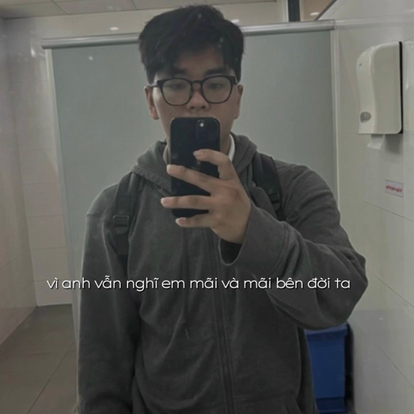 vì anh vẫn nghĩ em mãi và mãi bên đời ta